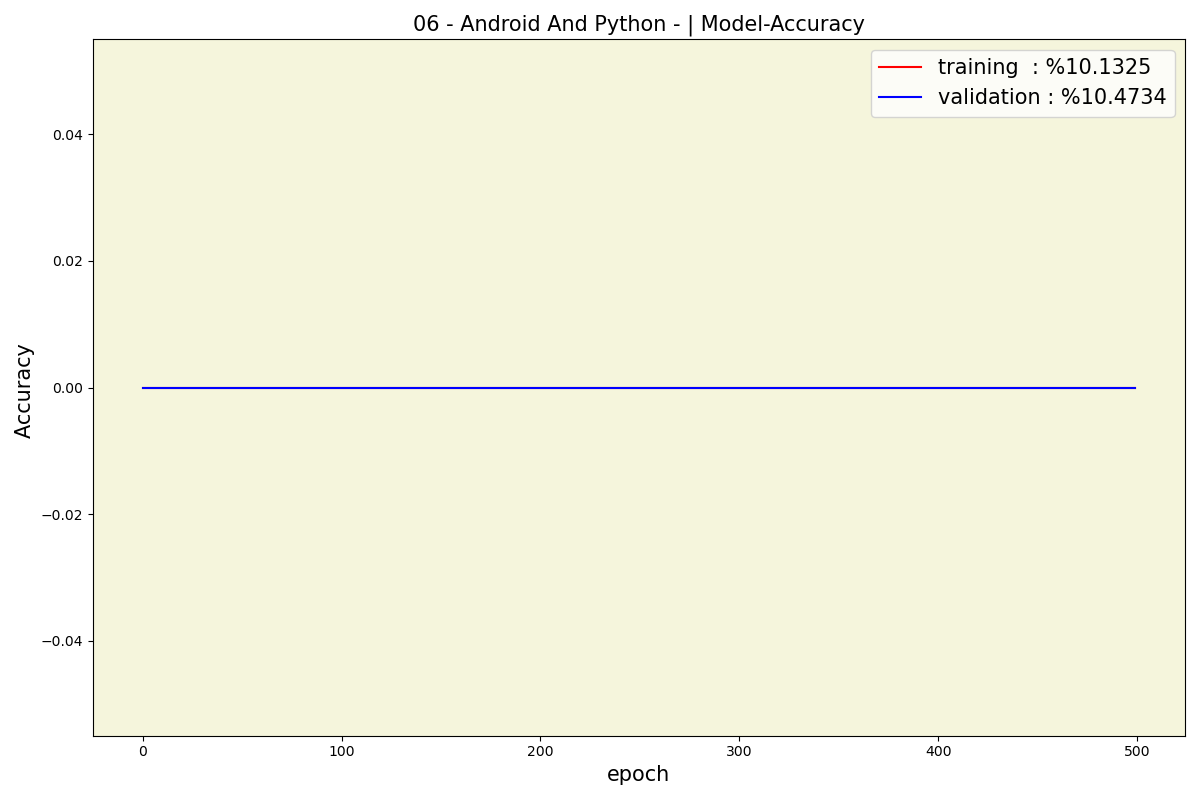 06 - Android And Python - | Model-Accuracy
training  : %10.1325
validation : %10.4734
Accuracy
0.04
0.02
0.00
−0.02
−0.04
0
100
200
300
400
500
epoch